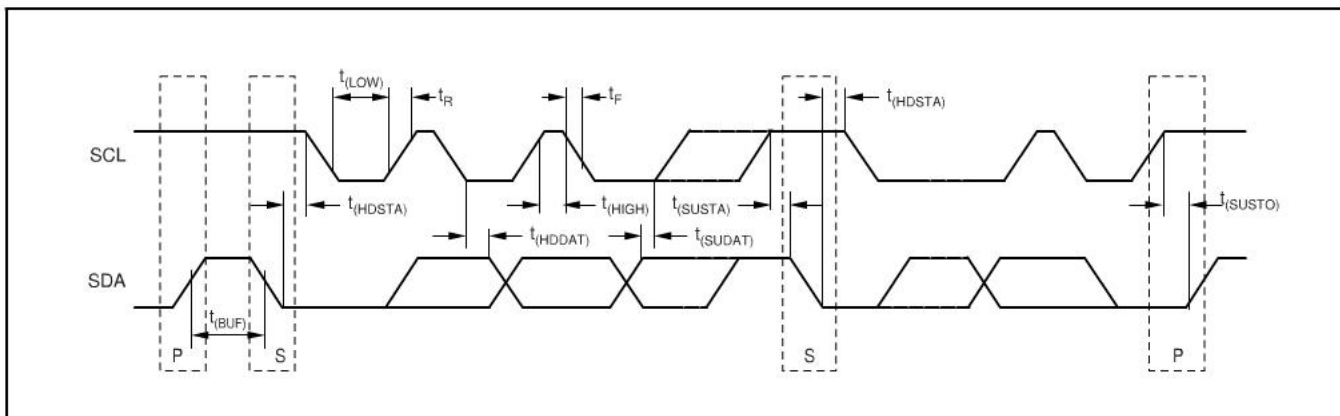 t(LOW)
tR
tF
t(HDSTA)
SCL
t(HDSTA)
t(HIGH)
t(SUSTA)
t(SUSTO)
t(HDDAT)
t(SUDAT)
SDA
t(BUF)
P
S
S
P